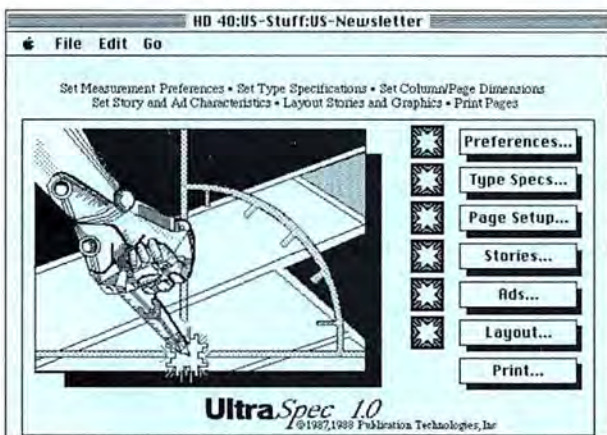 HD 40:US-Stuff:US-Newsletter
File Edit Go
Set Measurement Preferences • Set Type Specifications • Set Column/Page Dimensions
Set Story and Ad Characteristics • Layout Stories and Graphics • Print Pages
Preferences...
Type Specs...
Page Setup...
Stories...
Ads...
Layout...
Print...
UltraSpec 1.0
©1987,1988 Publication Technologies, Inc